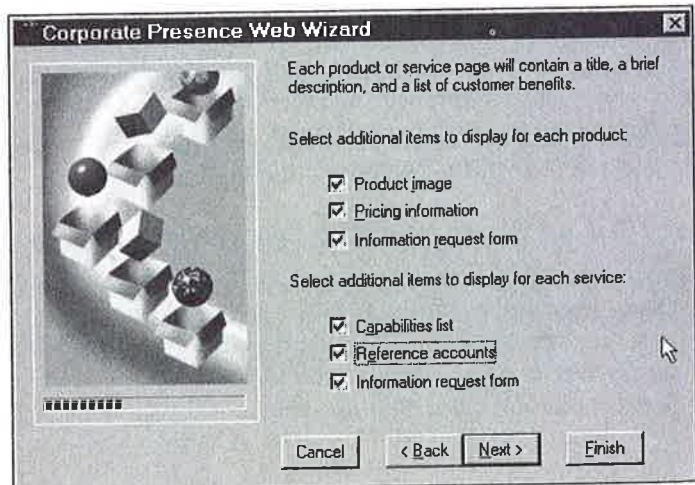 Corporate Presence Web Wizard
Each product or service page will contain a title, a brief
description, and a list of customer benefits.
Select additional items to display for each product:
Product image
Pricing information
Information request form
Select additional items to display for each service:
Capabilities list
Reference accounts
Information request form
Cancel
< Back
Next >
Finish